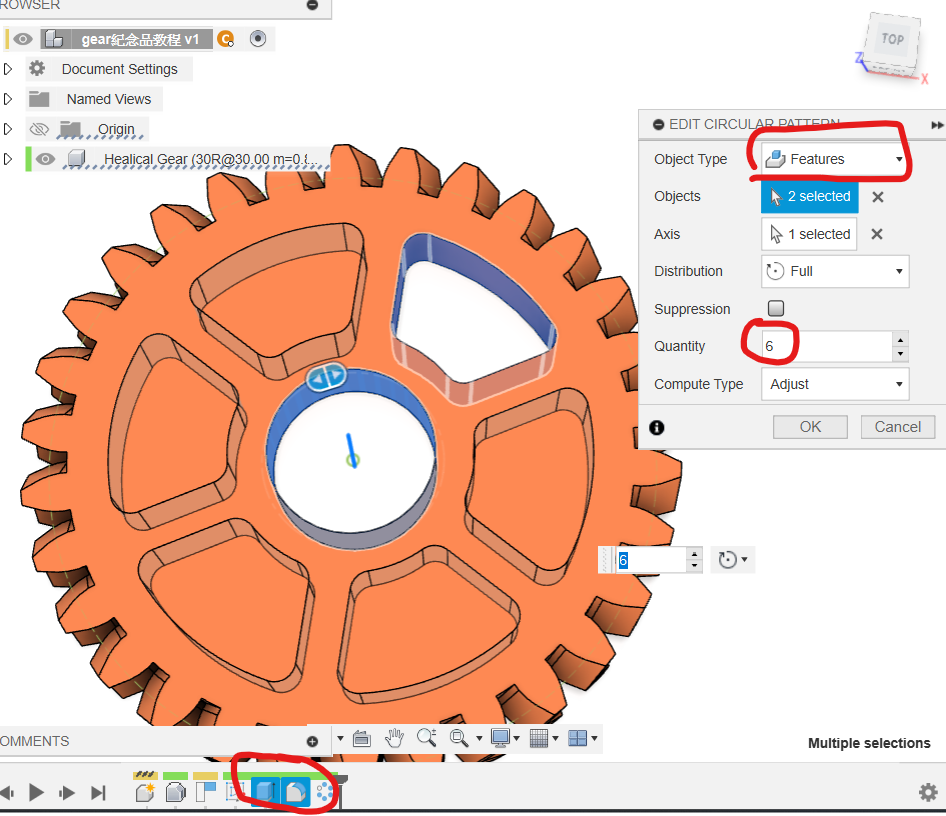 ROWSER
gear紀念品教程 v1
C
Document Settings
Named Views
Origin
Healical Gear (30R@30.00 m=0.8...
TOP
Z
X
EDIT CIRCULAR PATTERN
Object Type
Features
Objects
2 selected
Axis
1 selected
Distribution
Full
Suppression
Quantity
6
Compute Type
Adjust
OK
Cancel
6
OMMENTS
Multiple selections